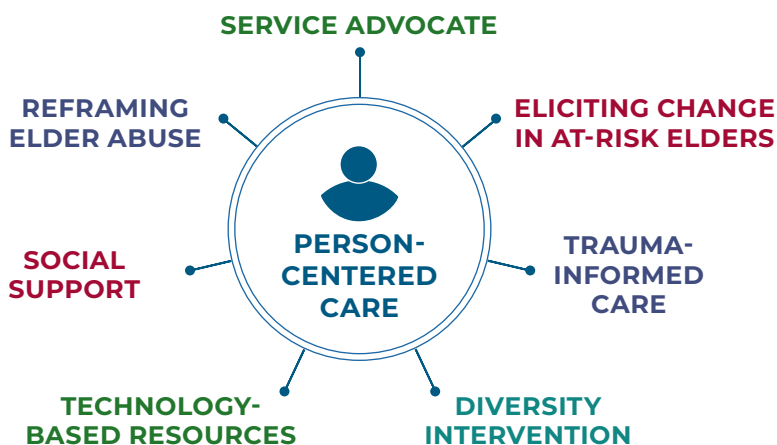 SERVICE ADVOCATE
REFRAMING
ELDER ABUSE
ELICITING CHANGE
IN AT-RISK ELDERS
PERSON-
CENTERED
CARE
SOCIAL
SUPPORT
TRAUMA-
INFORMED
CARE
TECHNOLOGY-
BASED RESOURCES
DIVERSITY
INTERVENTION